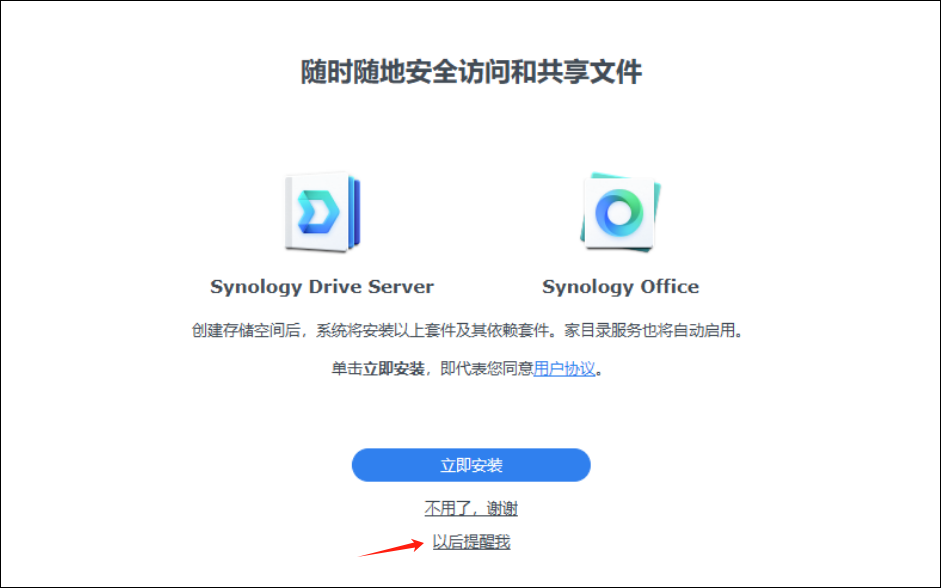 随时随地安全访问和共享文件
Synology Drive Server
Synology Office
创建存储空间后，系统将安装以上套件及其依赖套件。家目录服务也将自动启用。
单击立即安装，即代表您同意用户协议。
立即安装
不用了，谢谢
以后提醒我